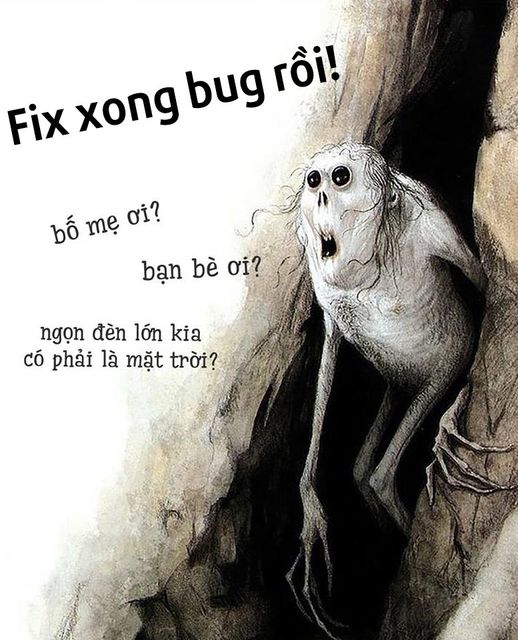 Fix xong bug rồi!
bố mẹ ơi?
bạn bè ơi?
ngọn đèn lớn kia
có phải là mặt trời?